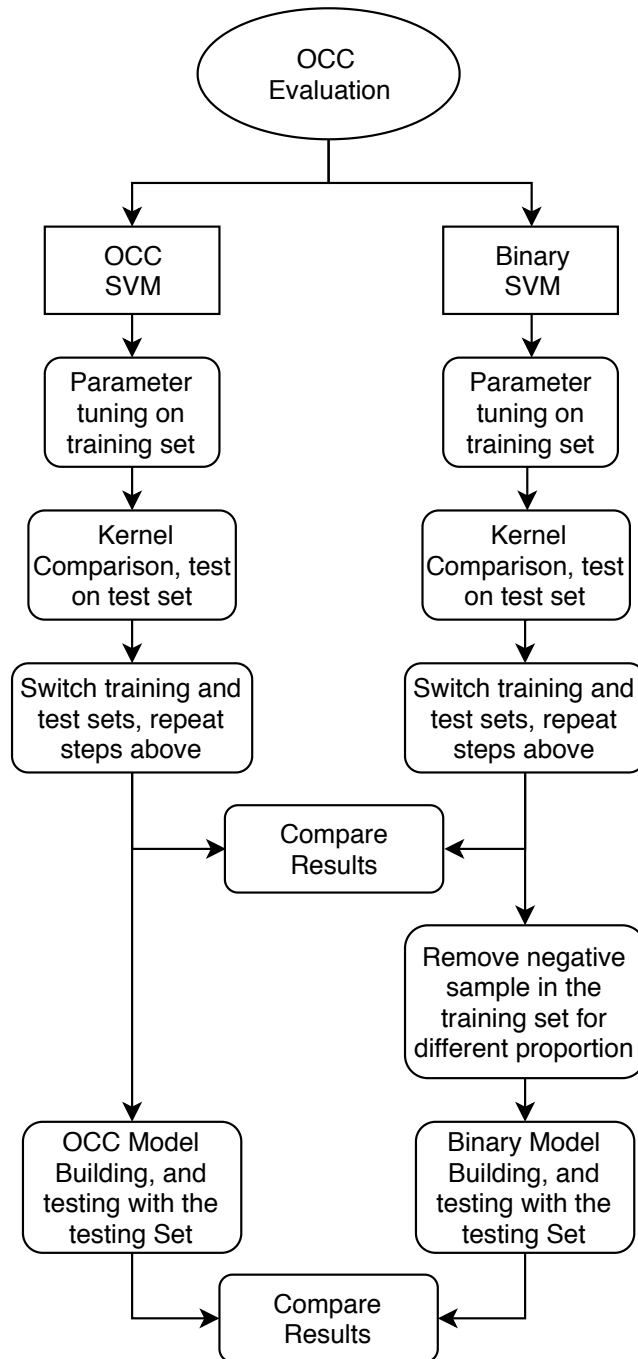 OCC
Evaluation
OCC
SVM
Binary
SVM
Parameter
tuning on
training set
Parameter
tuning on
training set
Kernel
Comparison, test
on test set
Kernel
Comparison, test
on test set
Switch training and
test sets, repeat
steps above
Switch training and
test sets, repeat
steps above
Compare
Results
Remove negative
sample in the
training set for
different proportion
OCC Model
Building, and
testing with the
testing Set
Binary Model
Building, and
testing with the
testing Set
Compare
Results